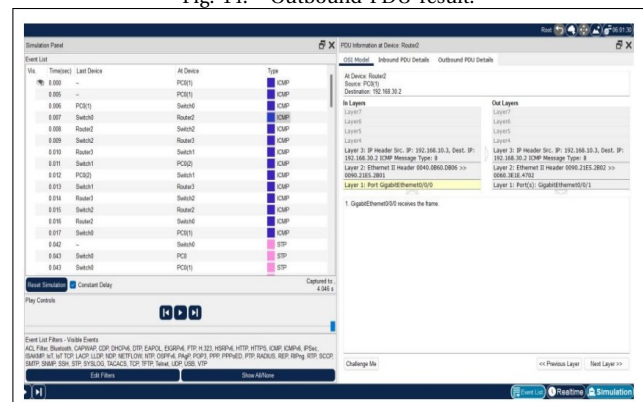 Fig. 11. Outbound PDU result.
Root 06:01:30
Simulation Panel
Event List
Vis. Time(sec) Last Device At Device Type
0.000 -- PC0(1) ICMP
0.005 -- PC0(1) ICMP
0.006 PC0(1) Switch0 ICMP
0.007 Switch0 Router2 ICMP
0.008 Router2 Switch2 ICMP
0.009 Switch2 Router3 ICMP
0.010 Router3 Switch1 ICMP
0.011 Switch1 PC0(2) ICMP
0.012 PC0(2) Switch1 ICMP
0.013 Switch1 Router3 ICMP
0.014 Router3 Switch2 ICMP
0.015 Switch2 Router2 ICMP
0.016 Router2 Switch0 ICMP
0.017 Switch0 PC0(1) ICMP
0.042 -- Switch0 STP
0.043 Switch0 PC0 STP
0.043 Switch0 PC0(1) STP
Reset Simulation Constant Delay Captured to..
4.046 s
Play Controls
Event List Filters - Visible Events
ACL Filter, Bluetooth, CAPWAP, CDP, DHCPv6, DTP, EAPOL, EIGRPv6, FTP, H.323, HSRPv6, HTTP, HTTPS, ICMP, ICMPv6, IPSec,
ISAKMP, IoT, IoT TCP, LACP, LLDP, NDP, NETFLOW, NTP, OSPFv6, PAgP, POP3, PPP, PPPoED, PTP, RADIUS, REP, RIPng, RTP, SCCP,
SMTP, SNMP, SSH, STP, SYSLOG, TACACS, TCP, TFTP, Telnet, UDP, USB, VTP
Edit Filters Show All/None
PDU Information at Device: Router2
OSI Model Inbound PDU Details Outbound PDU Details
At Device: Router2
Source: PC0(1)
Destination: 192.168.30.2
In Layers Out Layers
Layer7 Layer7
Layer6 Layer6
Layer5 Layer5
Layer4 Layer4
Layer 3: IP Header Src. IP: 192.168.10.3, Dest. IP: 192.168.30.2 ICMP Message Type: 8
Layer 3: IP Header Src. IP: 192.168.10.3, Dest. IP: 192.168.30.2 ICMP Message Type: 8
Layer 2: Ethernet II Header 0040.0B60.DB06 >> 0090.21E5.2B01
Layer 2: Ethernet II Header 0090.21E5.2B02 >> 0060.3E1E.4702
Layer 1: Port GigabitEthernet0/0/0 Layer 1: Port(s): GigabitEthernet0/0/1
1. GigabitEthernet0/0/0 receives the frame.
Challenge Me << Previous Layer Next Layer >>
Event List Realtime Simulation